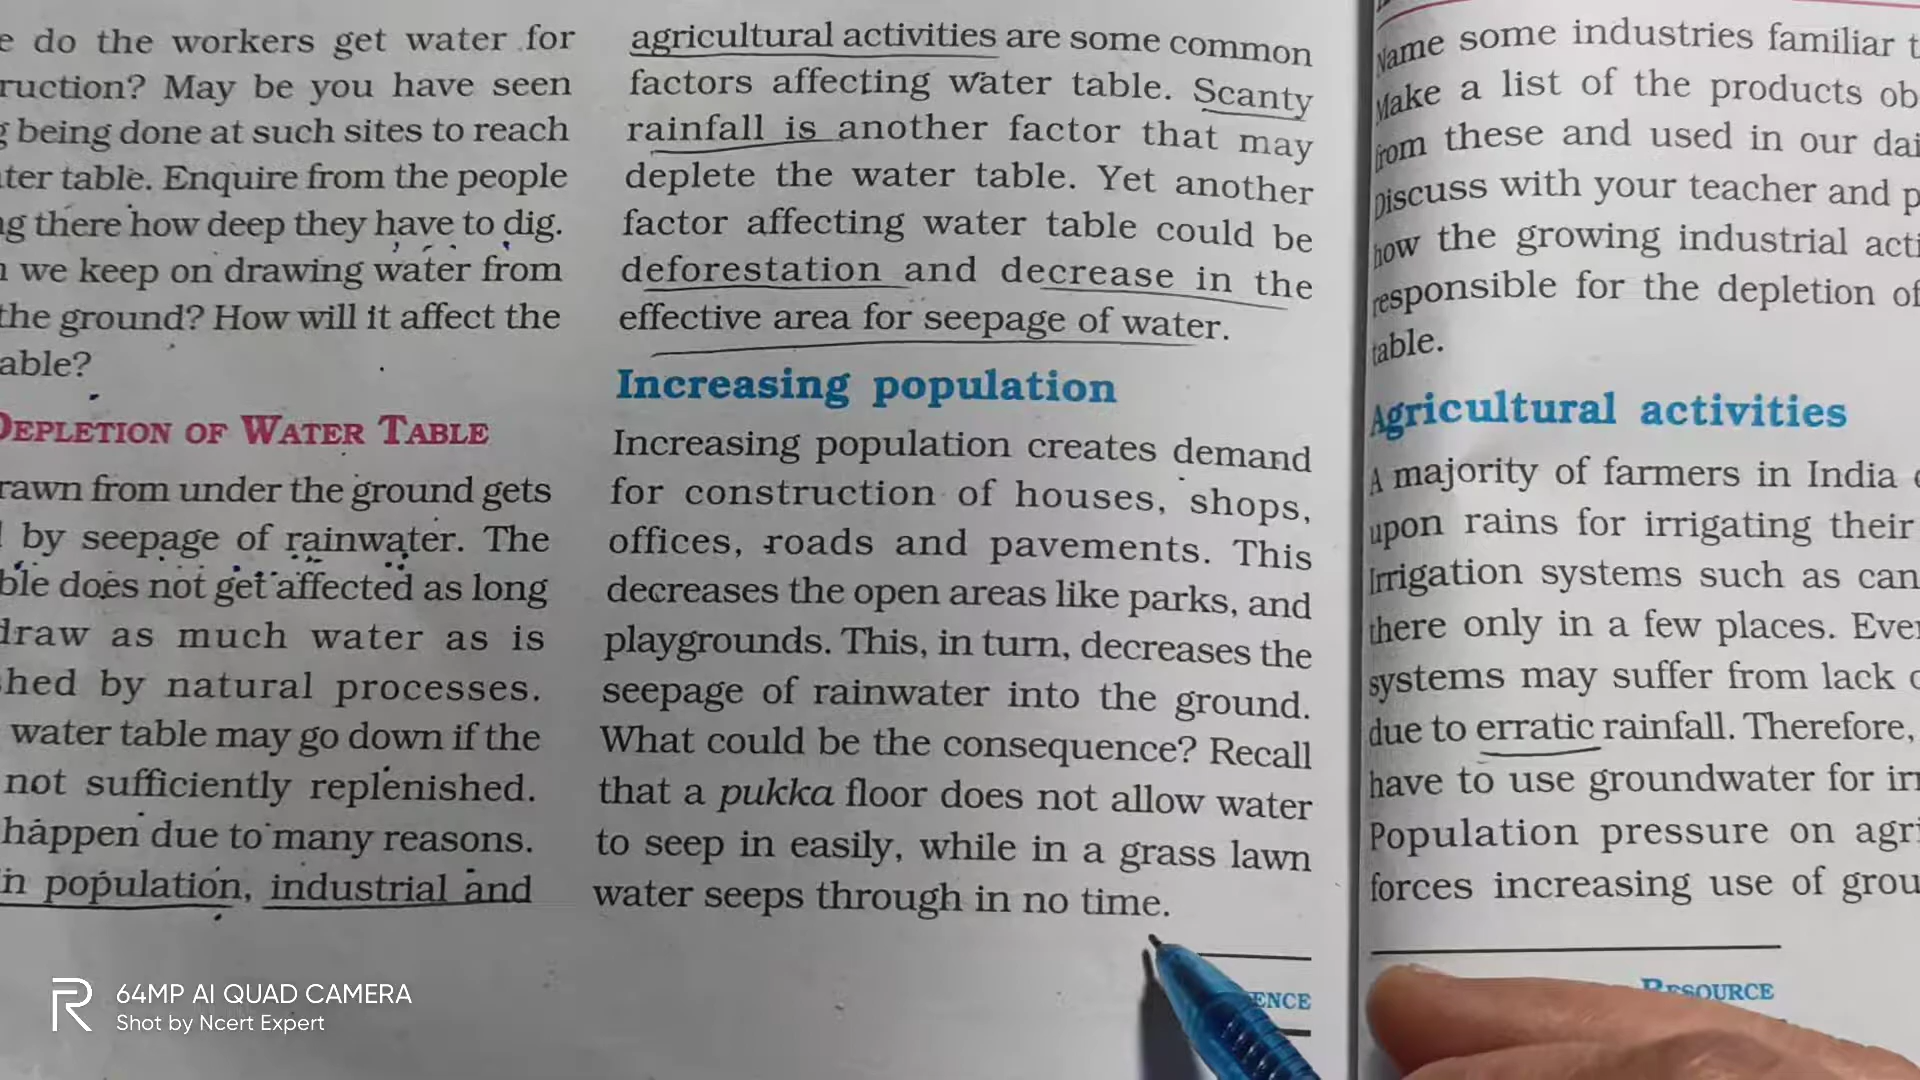 e do the workers get water for
ruction? May be you have seen
g being done at such sites to reach
ter table. Enquire from the people
ng there how deep they have to dig.
we keep on drawing water from
the ground? How will it affect the
able?
DEPLETION OF WATER TABLE
rawn from under the ground gets
by seepage of rainwater. The
ble does not get affected as long
draw as much water as is
hed by natural processes.
water table may go down if the
not sufficiently replenished.
happen due to many reasons.
in population, industrial and
agricultural activities are some common
factors affecting water table. Scanty
rainfall is another factor that may
deplete the water table. Yet another
factor affecting water table could be
deforestation and decrease in the
effective area for seepage of water.
Increasing population
Increasing population creates demand
for construction of houses, shops,
offices, roads and pavements. This
decreases the open areas like parks, and
playgrounds. This, in turn, decreases the
seepage of rainwater into the ground.
What could be the consequence? Recall
that a pukka floor does not allow water
to seep in easily, while in a grass lawn
water seeps through in no time.
ENCE
Name some industries familiar t
Make a list of the products ob
from these and used in our dai
Discuss with your teacher and p
how the growing industrial acti
responsible for the depletion of
table.
Agricultural activities
A majority of farmers in India
upon rains for irrigating their
Irrigation systems such as can
there only in a few places. Eve
systems may suffer from lack
due to erratic rainfall. Therefore,
have to use groundwater for ir
Population pressure on agri
forces increasing use of grou
RESOURCE
64MP AI QUAD CAMERA
Shot by Ncert Expert